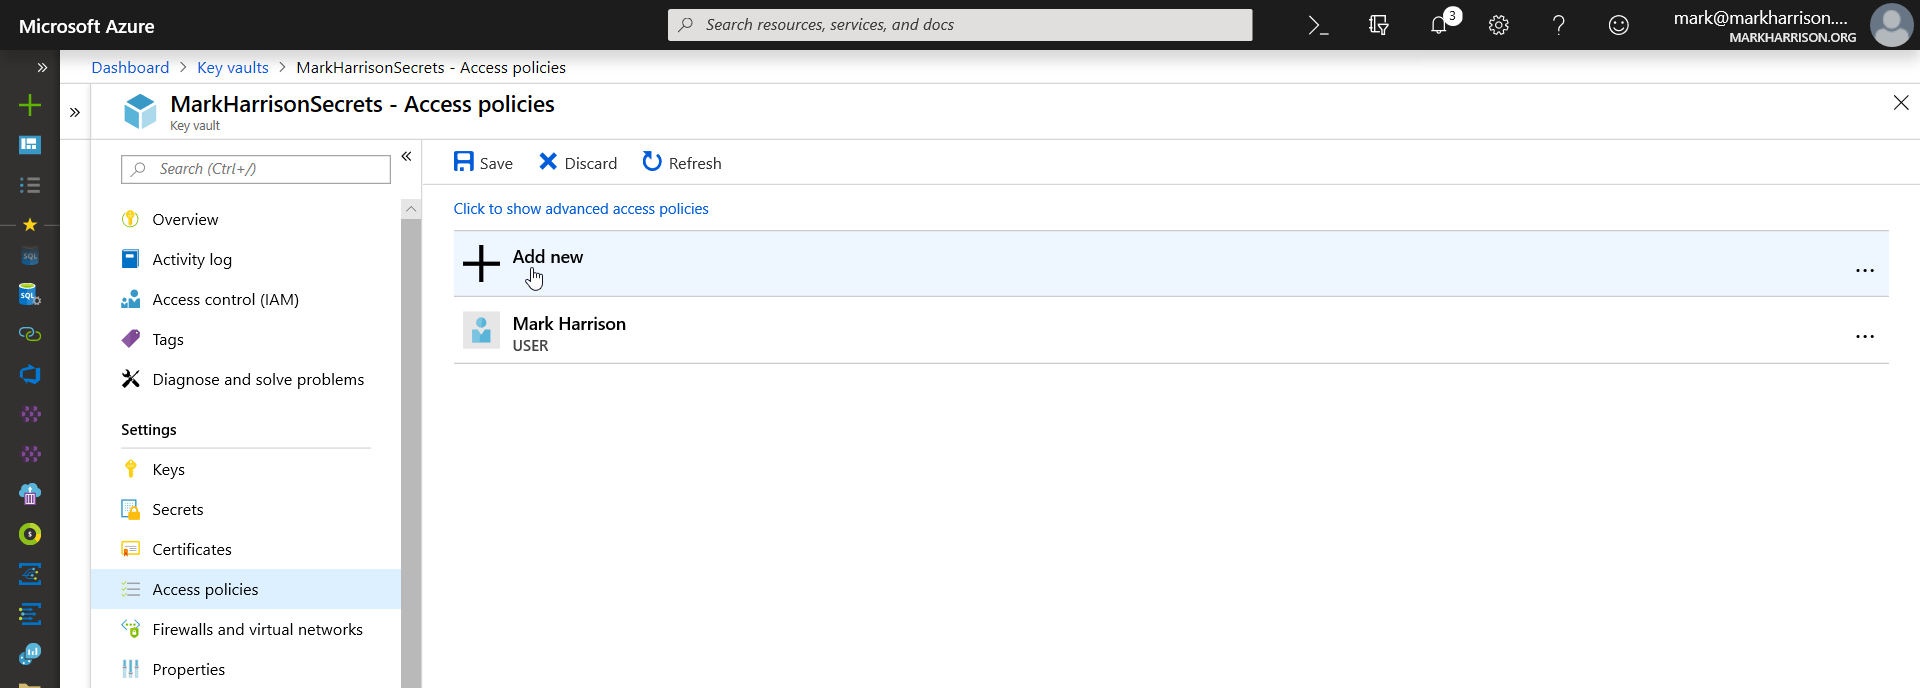 Microsoft Azure
Search resources, services, and docs
3
mark@markharrison....
MARKHARRISON.ORG
Dashboard > Key vaults > MarkHarrisonSecrets - Access policies
MarkHarrisonSecrets - Access policies
Key vault
Search (Ctrl+/)
Overview
Activity log
Access control (IAM)
Tags
Diagnose and solve problems
Settings
Keys
Secrets
Certificates
Access policies
Firewalls and virtual networks
Properties
Save Discard Refresh
Click to show advanced access policies
Add new
...
Mark Harrison
USER
...
SQL
SQL